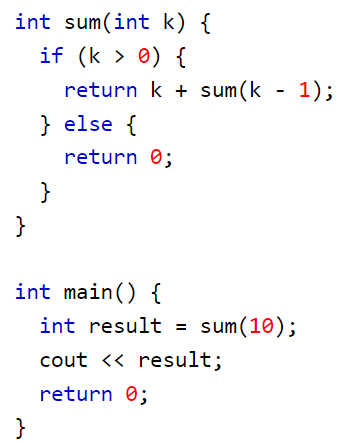 int sum(int k) {
  if (k > 0) {
    return k + sum(k - 1);
  } else {
    return 0;
  }
}

int main() {
  int result = sum(10);
  cout << result;
  return 0;
}